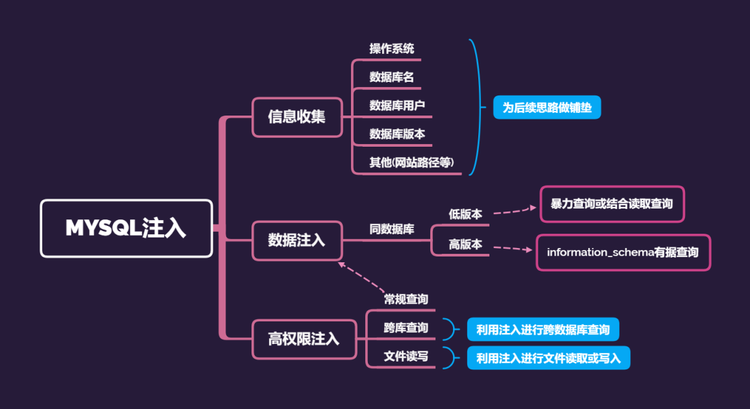 MYSQL注入
信息收集
操作系统
数据库名
数据库用户
数据库版本
其他(网站路径等)
为后续思路做铺垫
数据注入
同数据库
低版本
暴力查询或结合读取查询
高版本
information_schema有据查询
高权限注入
常规查询
跨库查询
利用注入进行跨数据库查询
文件读写
利用注入进行文件读取或写入